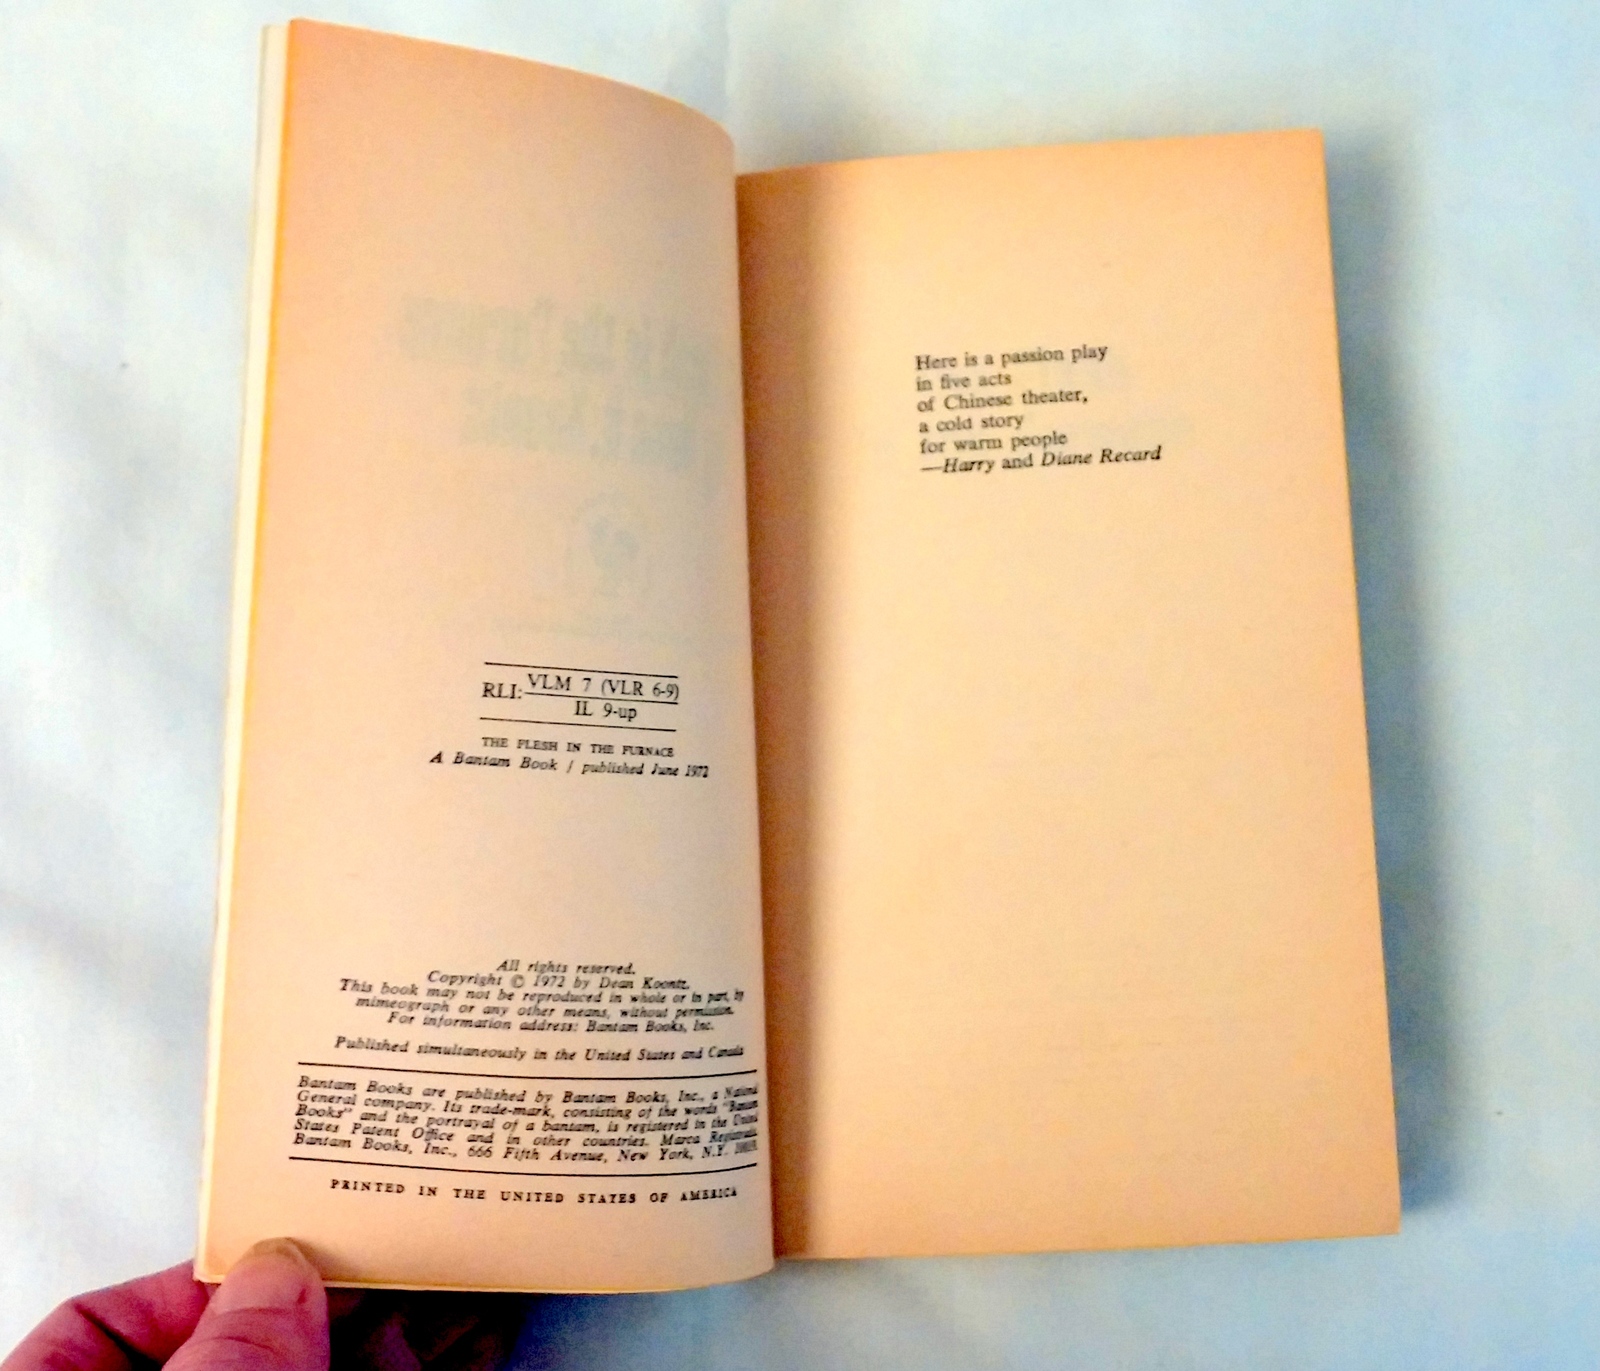 RLI: VLM 7 (VLR 6-9)
IL 9-up
THE FLESH IN THE FURNACE
A Bantam Book / published June 1972
All rights reserved.
Copyright © 1972 by Dean Koontz.
This book may not be reproduced in whole or in part, by
mimeograph or any other means, without permission.
For information address: Bantam Books, Inc.
Published simultaneously in the United States and Canada
Bantam Books are published by Bantam Books, Inc., a National
General company. Its trade-mark, consisting of the words "Bantam
Books" and the portrayal of a bantam, is registered in the United
States Patent Office and in other countries. Marca Registrada.
Bantam Books, Inc., 666 Fifth Avenue, New York, N.Y.
PRINTED IN THE UNITED STATES OF AMERICA
Here is a passion play
in five acts
of Chinese theater,
a cold story
for warm people
—Harry and Diane Recard